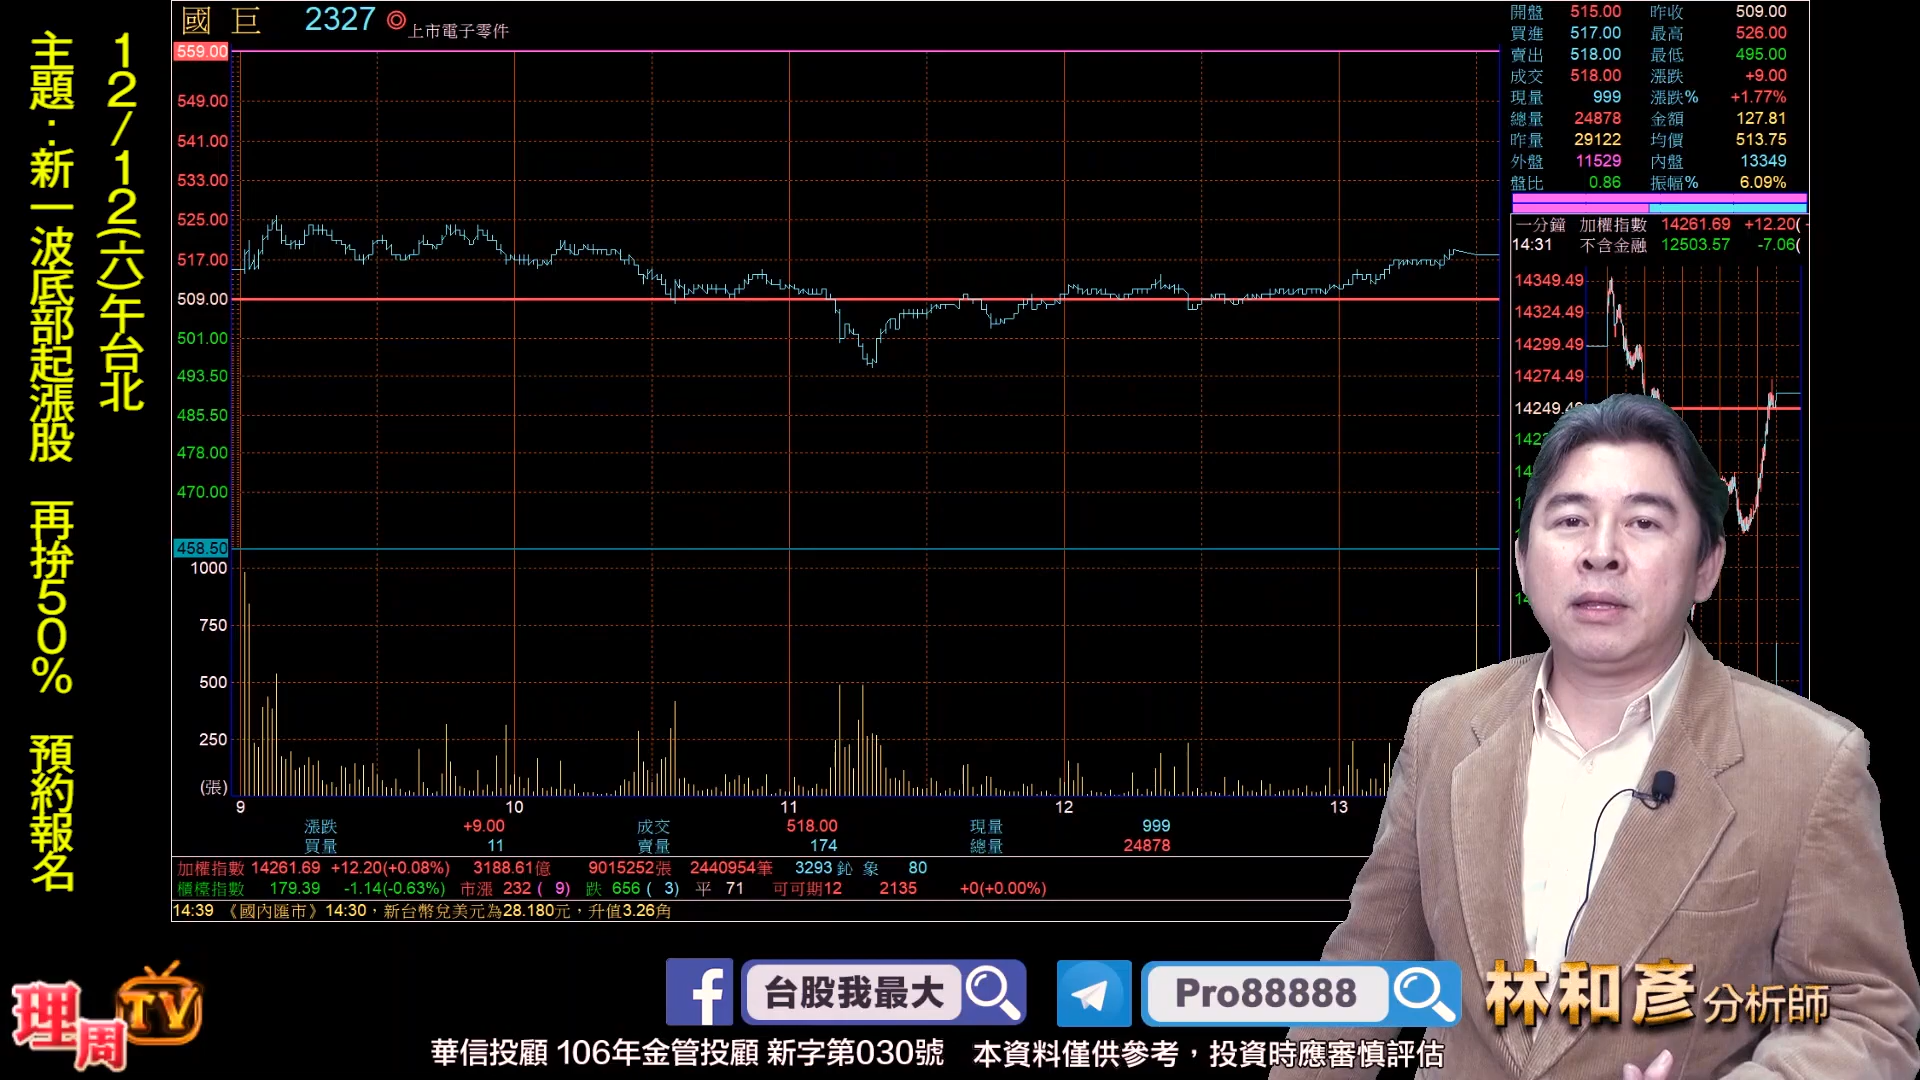 12/12(六)午台北
主題:新一波底部起漲股 再拚50% 預約報名
國巨 2327 ◎上市電子零件
559.00
549.00
541.00
533.00
525.00
517.00
509.00
501.00
493.50
485.50
478.00
470.00
458.50
1000
750
500
250
(張)
9 10 11 12 13
漲跌 +9.00 成交 518.00 現量 999
買量 11 賣量 174 總量 24878
加權指數 14261.69 +12.20(+0.08%) 3188.61億 9015252張 2440954筆 3293 鈊象 80
櫃檯指數 179.39 -1.14(-0.63%) 市漲 232 ( 9) 跌 656 ( 3) 平 71 可可期12 2135 +0(+0.00%)
14:39 《國內匯市》14:30,新台幣兌美元為28.180元,升值3.26角
開盤 515.00 昨收 509.00
買進 517.00 最高 526.00
賣出 518.00 最低 495.00
成交 518.00 漲跌 +9.00
現量 999 漲跌% +1.77%
總量 24878 金額 127.81
昨量 29122 均價 513.75
外盤 11529 內盤 13349
盤比 0.86 振幅% 6.09%
一分鐘 加權指數 14261.69 +12.20(
14:31 不含金融 12503.57 -7.06(
14349.49
14324.49
14299.49
14274.49
理周TV
台股我最大
Pro88888
林和彥分析師
華信投顧 106年金管投顧 新字第030號 本資料僅供參考,投資時應審慎評估